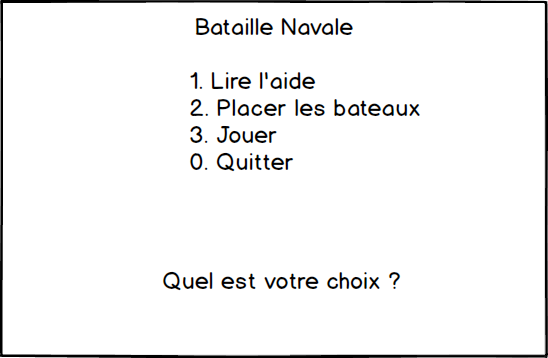 Bataille Navale
1. Lire l'aide
2. Placer les bateaux
3. Jouer
0. Quitter
Quel est votre choix ?